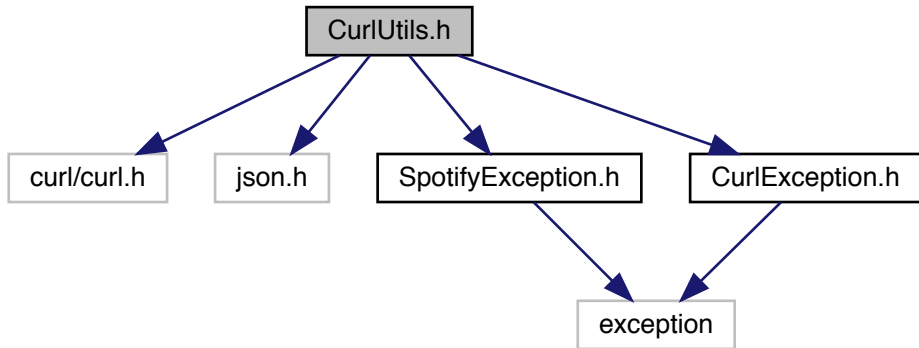 CurlUtils.h
curl/curl.h
json.h
SpotifyException.h
CurlException.h
exception